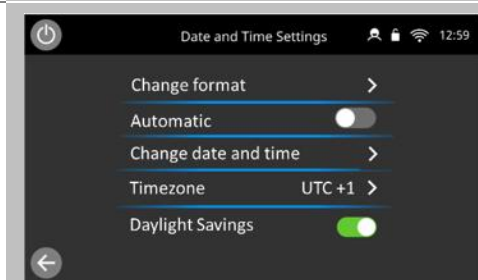 Date and Time Settings 12:59
Change format
Automatic
Change date and time
Timezone UTC +1
Daylight Savings